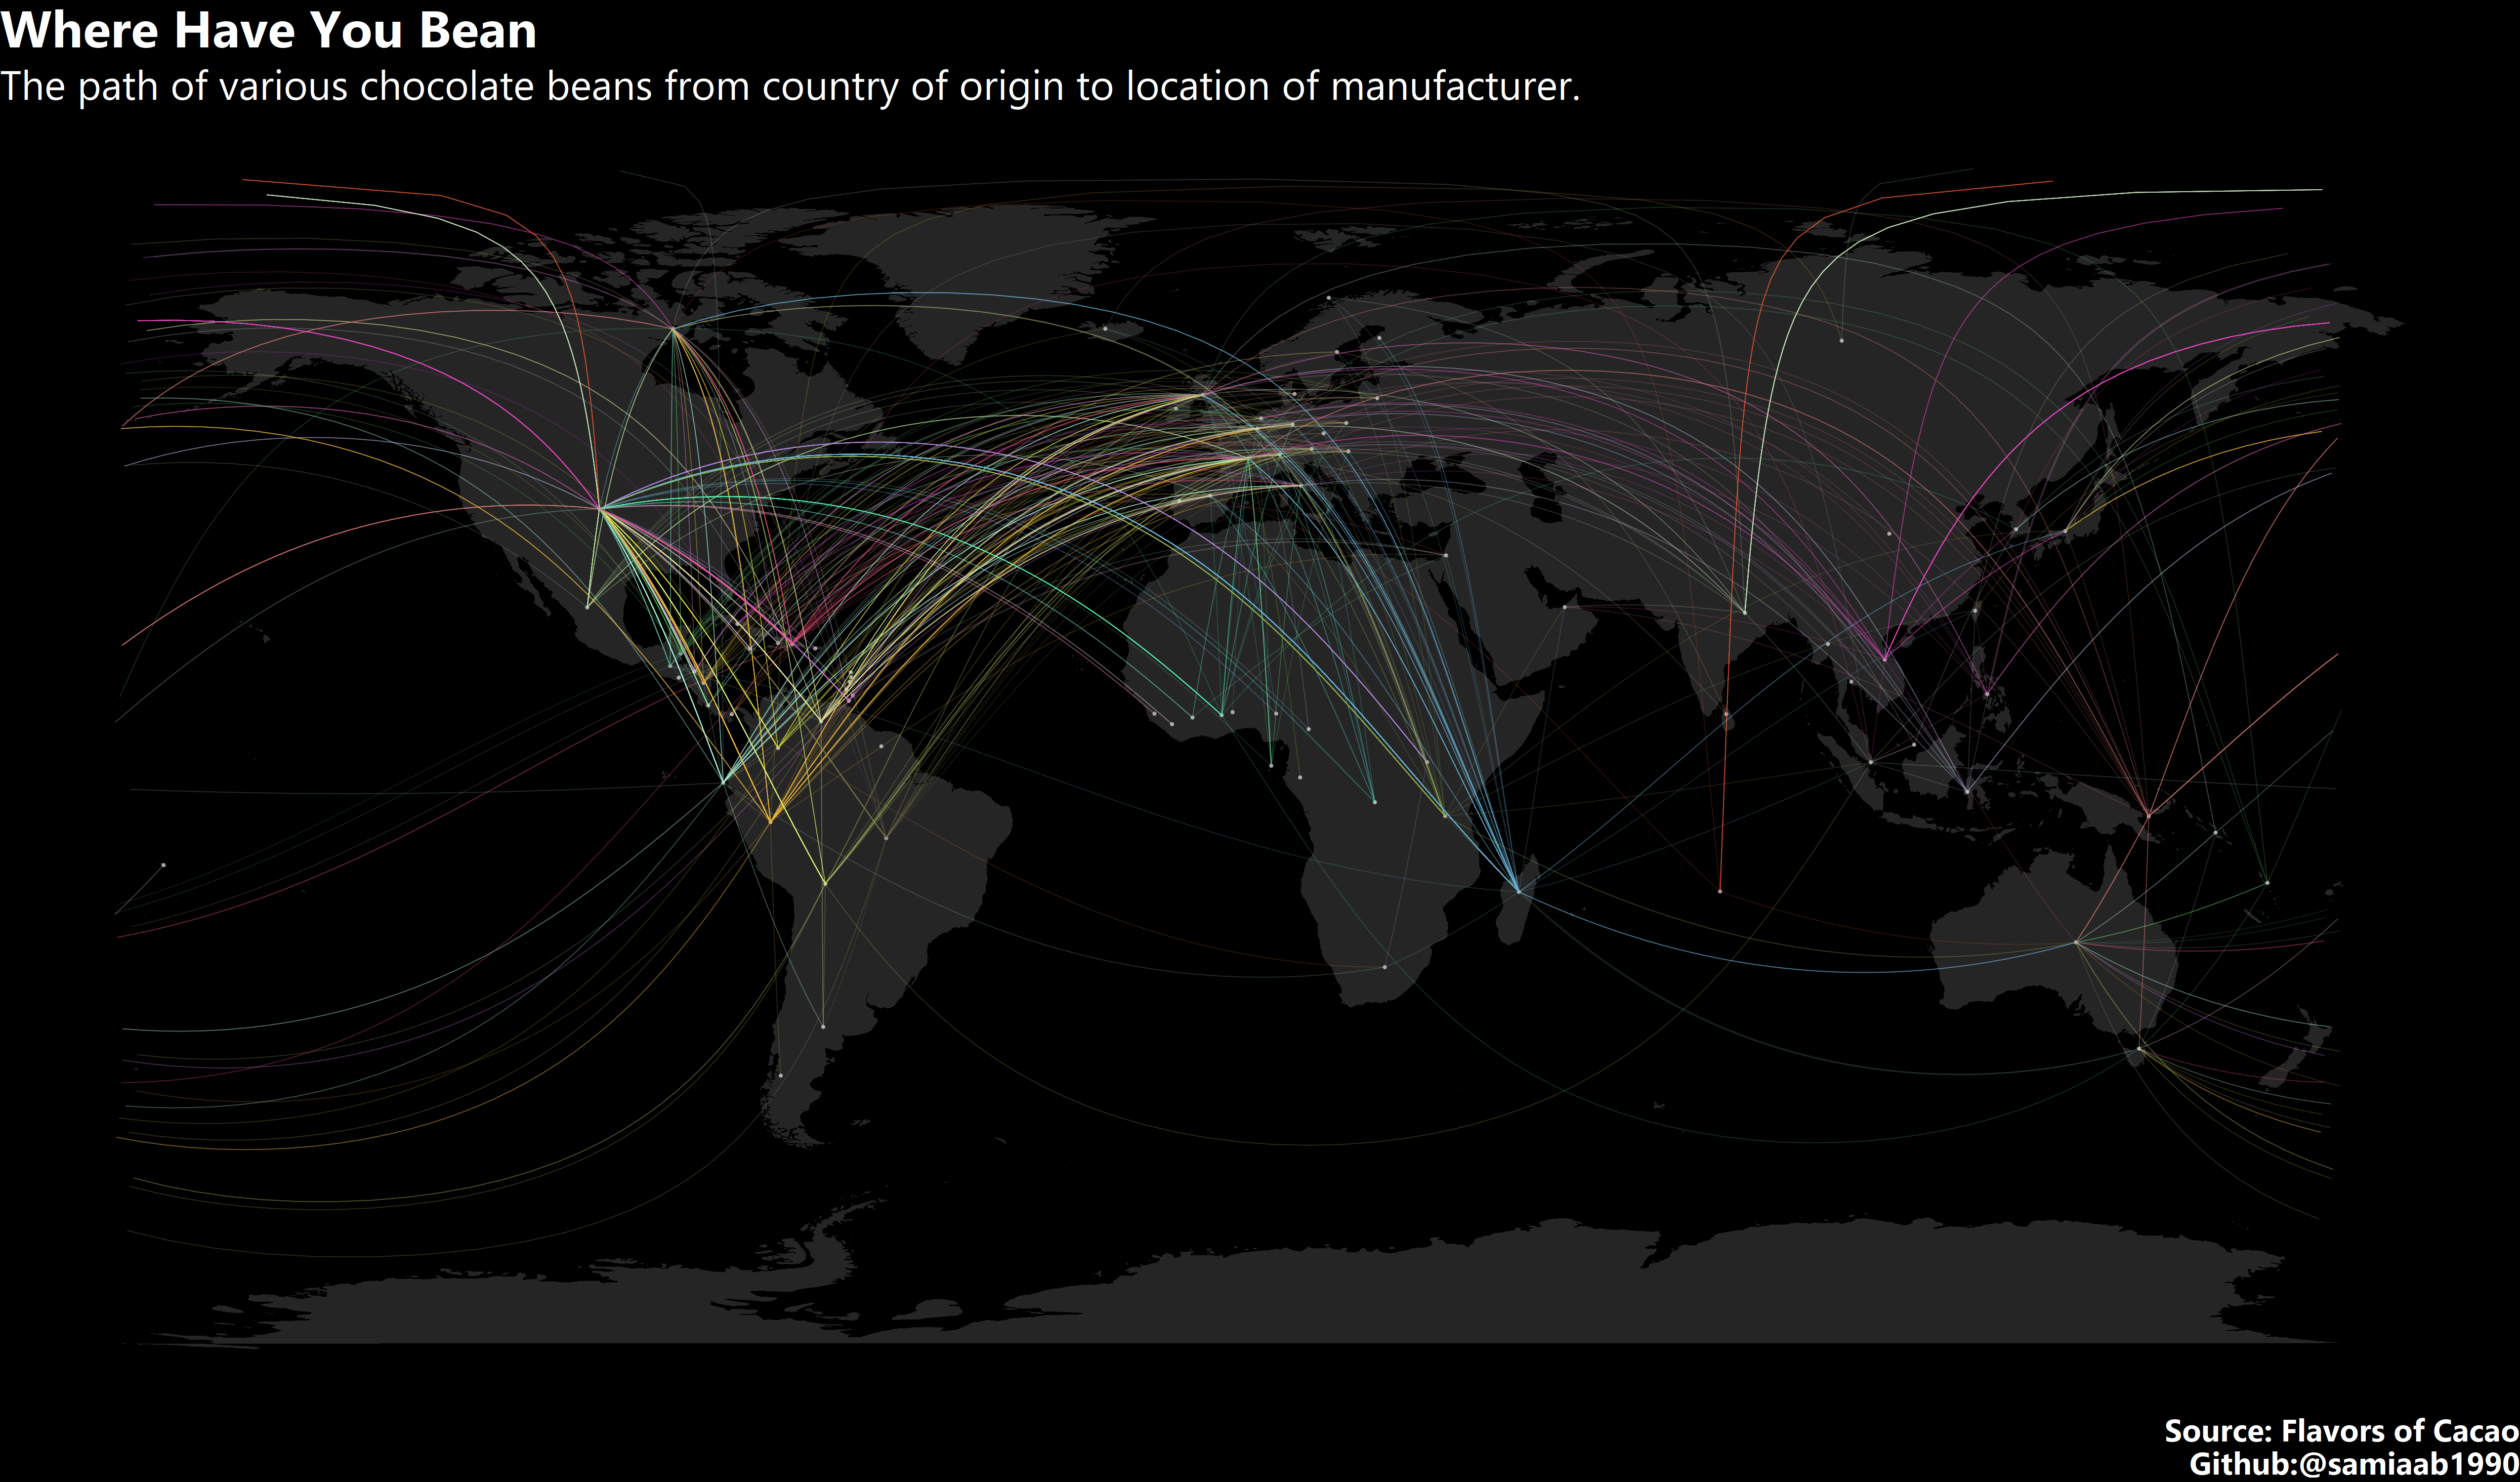 Where Have You Bean
The path of various chocolate beans from country of origin to location of manufacturer.
Source: Flavors of Cacao
Github:@samiaab1990